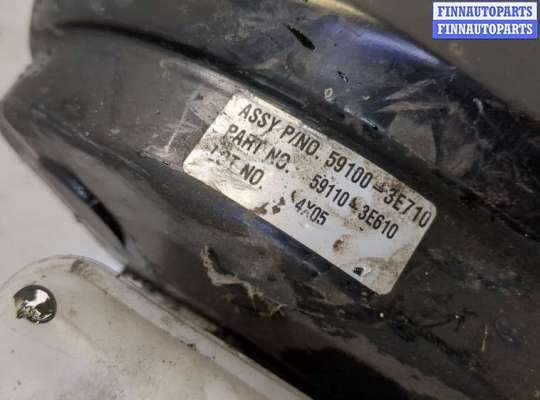 FINNAUTOPARTS
FINNAUTOPARTS
ASSY P/NO. 59100-3E710
PART NO. 59110-3E610
LOT NO. 4X05